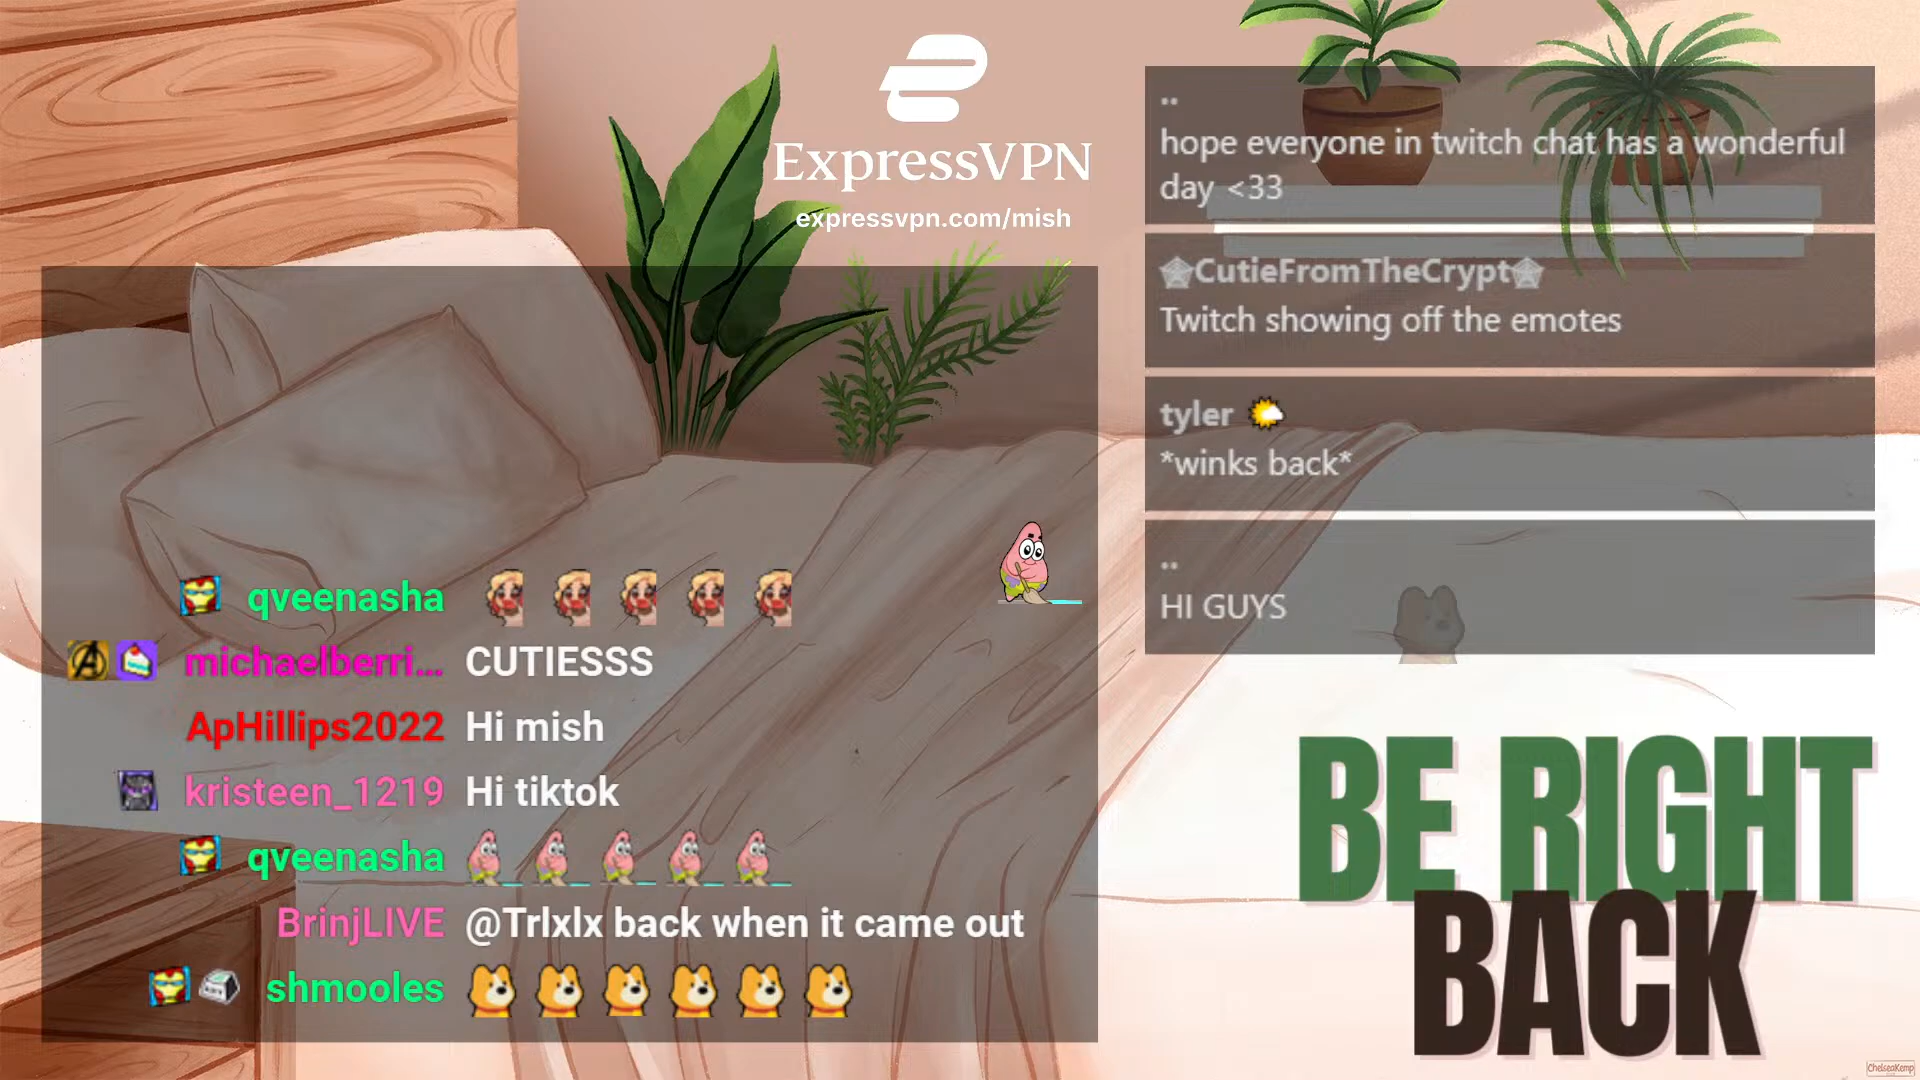 ExpressVPN
expressvpn.com/mish
..
hope everyone in twitch chat has a wonderful
day <33
CutieFromTheCrypt
Twitch showing off the emotes
tyler
*winks back*
..
HI GUYS
qveenasha
michaelberri... CUTIESSS
ApHillips2022 Hi mish
kristeen_1219 Hi tiktok
qveenasha
BrinjLIVE @Trlxlx back when it came out
shmooles
BE RIGHT
BACK
ChelseaKemp